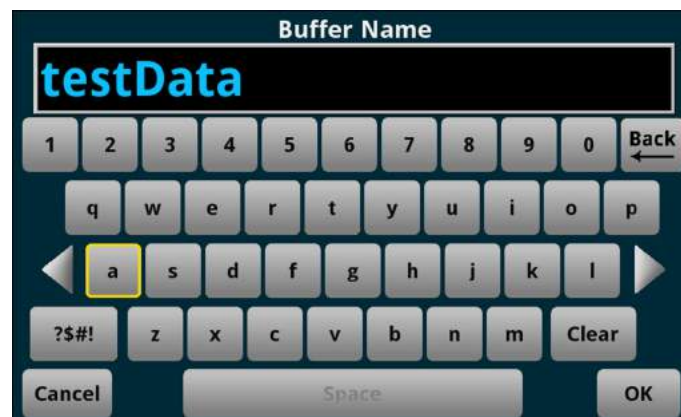 Buffer Name
testData
1 2 3 4 5 6 7 8 9 0 Back
q w e r t y u i o p
a s d f g h j k l
?$#! z x c v b n m Clear
Cancel Space OK